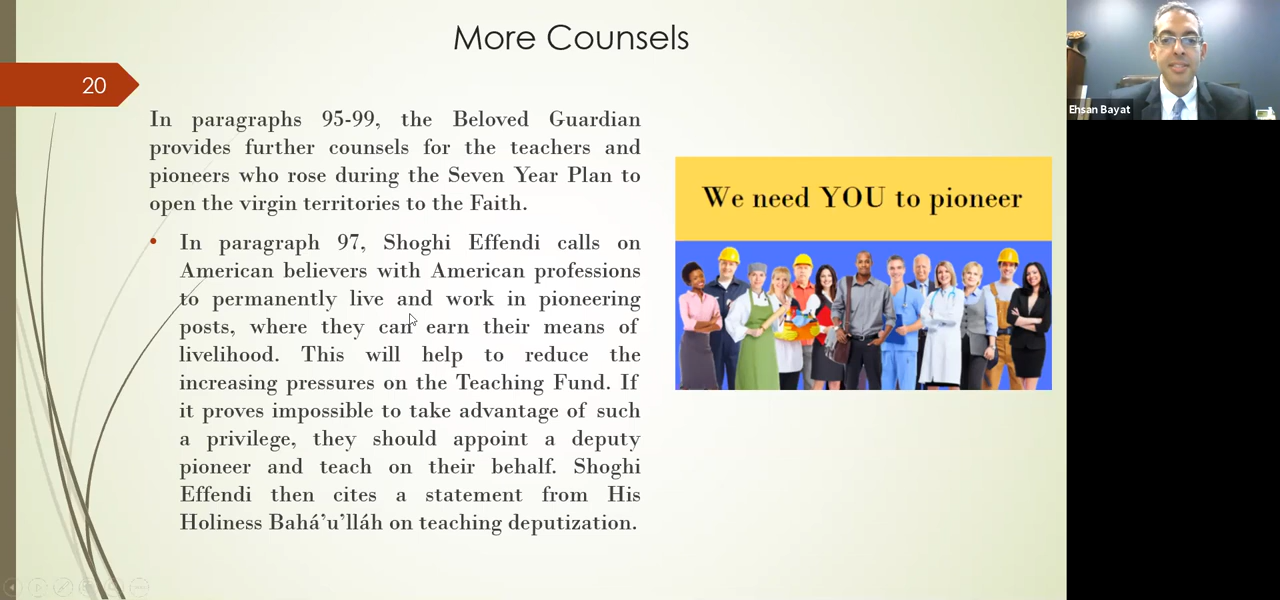 More Counsels
20
In paragraphs 95-99, the Beloved Guardian
provides further counsels for the teachers and
pioneers who rose during the Seven Year Plan to
open the virgin territories to the Faith.
• In paragraph 97, Shoghi Effendi calls on
American believers with American professions
to permanently live and work in pioneering
posts, where they can earn their means of
livelihood. This will help to reduce the
increasing pressures on the Teaching Fund. If
it proves impossible to take advantage of such
a privilege, they should appoint a deputy
pioneer and teach on their behalf. Shoghi
Effendi then cites a statement from His
Holiness Bahá’u’lláh on teaching deputization.
We need YOU to pioneer
Ehsan Bayat